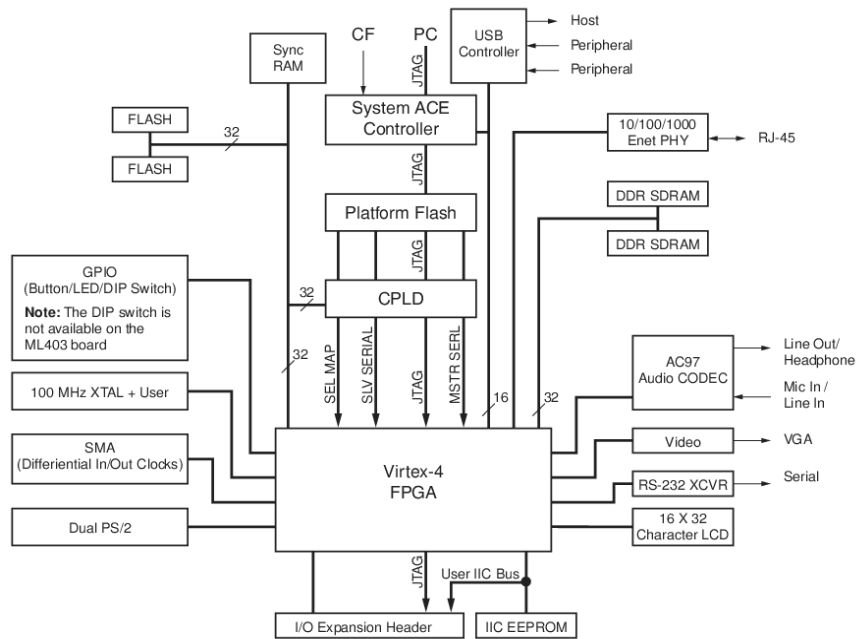 CF
PC
Sync
RAM
USB
Controller
Host
Peripheral
Peripheral
JTAG
System ACE
Controller
FLASH
FLASH
32
10/100/1000
Enet PHY
RJ-45
JTAG
Platform Flash
DDR SDRAM
DDR SDRAM
JTAG
GPIO
(Button/LED/DIP Switch)
Note: The DIP switch is
not available on the
ML403 board
32
CPLD
32
SEL MAP
SLV SERIAL
JTAG
MSTR SERL
16
32
AC97
Audio CODEC
Line Out/
Headphone
Mic In /
Line In
100 MHz XTAL + User
SMA
(Differential In/Out Clocks)
Dual PS/2
Virtex-4
FPGA
Video
VGA
RS-232 XCVR
Serial
16 X 32
Character LCD
JTAG
User IIC Bus
I/O Expansion Header
IIC EEPROM